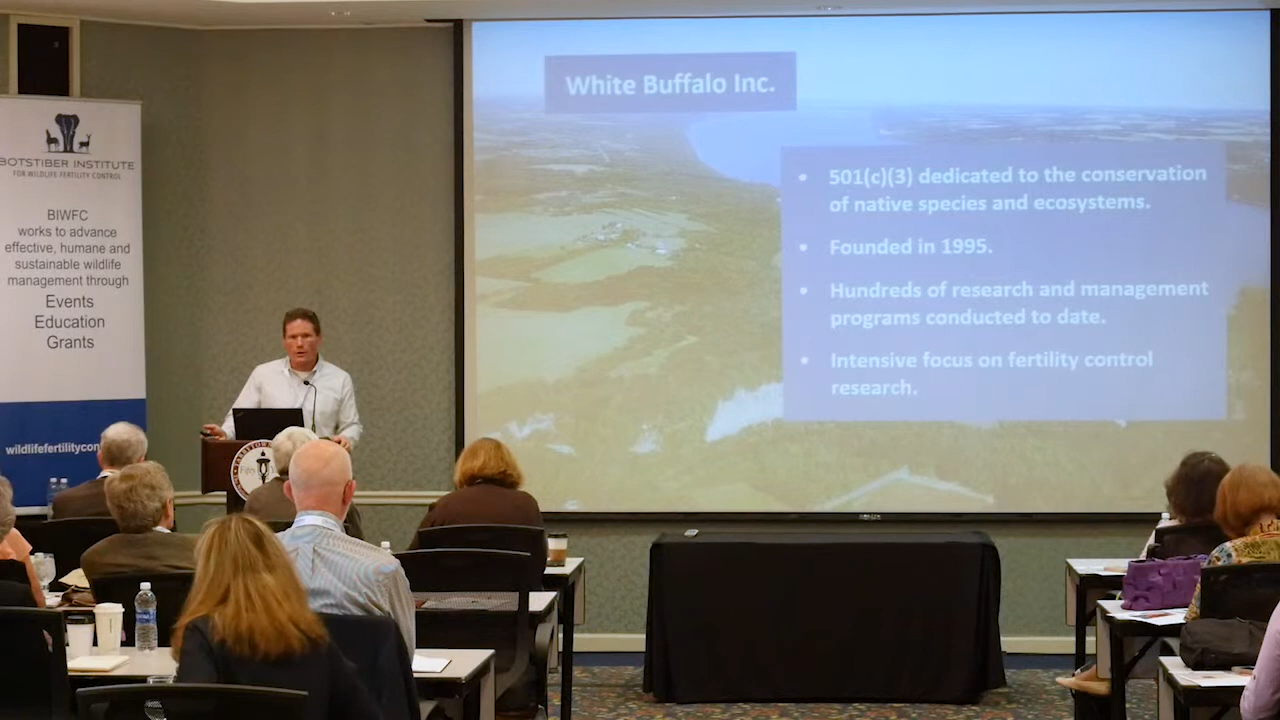 BOTSTIBER INSTITUTE
FOR WILDLIFE FERTILITY CONTROL
BIWFC
works to advance
effective, humane and
sustainable wildlife
management through
Events
Education
Grants
White Buffalo Inc.
• 501(c)(3) dedicated to the conservation
of native species and ecosystems.
• Founded in 1995.
• Hundreds of research and management
programs conducted to date.
• Intensive focus on fertility control
research.